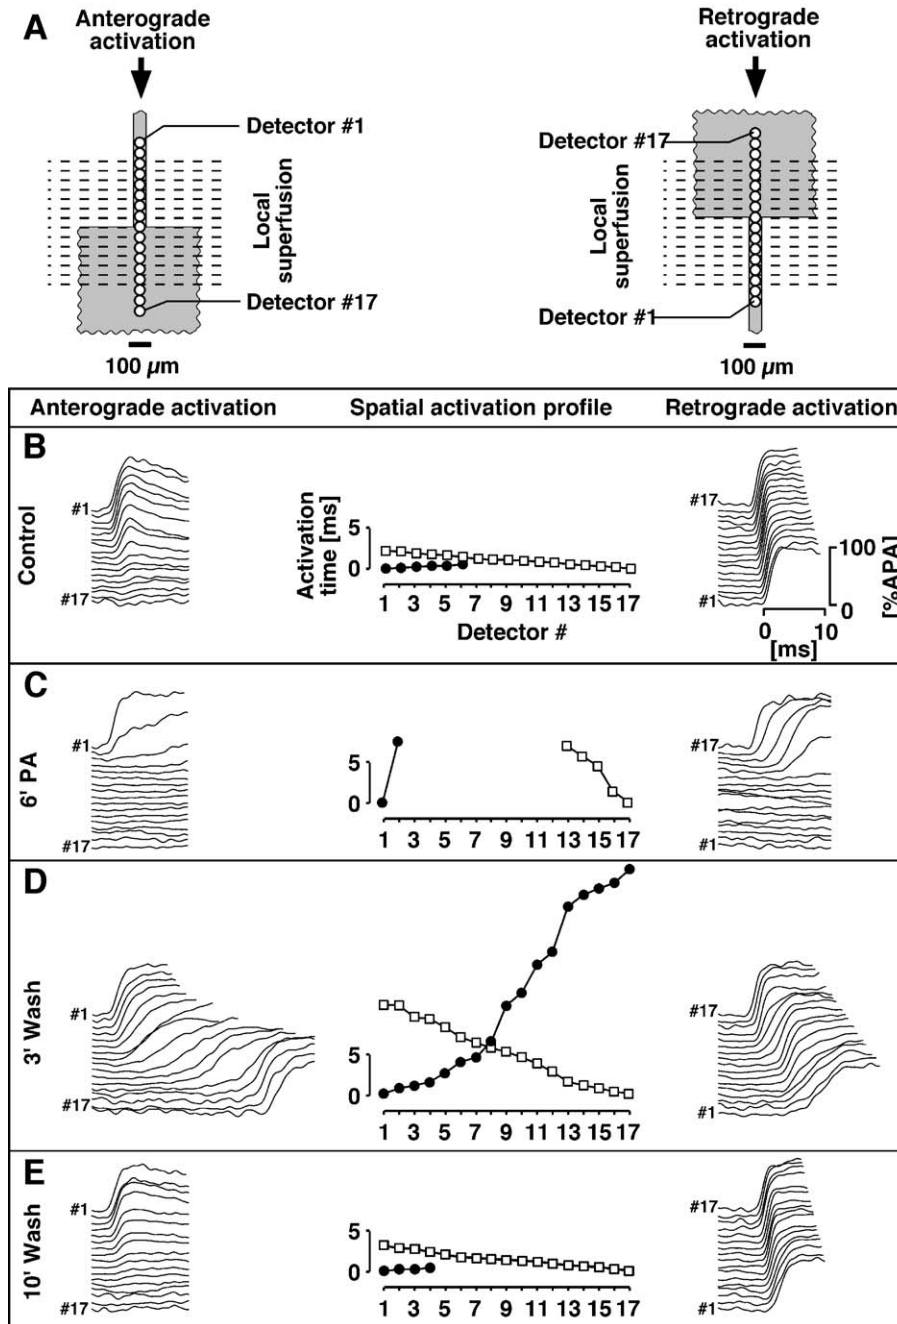 A
Anterograde
activation
Retrograde
activation
Detector #1
Detector #17
Local
superfusion
Local
superfusion
Detector #17
Detector #1
100 µm
100 µm
Anterograde activation
Spatial activation profile
Retrograde activation
B
Control
#1
#17
Activation
time [ms]
5
0
1 3 5 7 9 11 13 15 17
Detector #
#17
#1
100
0
[%APA]
0 10
[ms]
C
6' PA
#1
#17
5
0
1 3 5 7 9 11 13 15 17
#17
#1
D
3' Wash
#1
#17
5
0
1 3 5 7 9 11 13 15 17
#17
#1
E
10' Wash
#1
#17
5
0
1 3 5 7 9 11 13 15 17
#17
#1